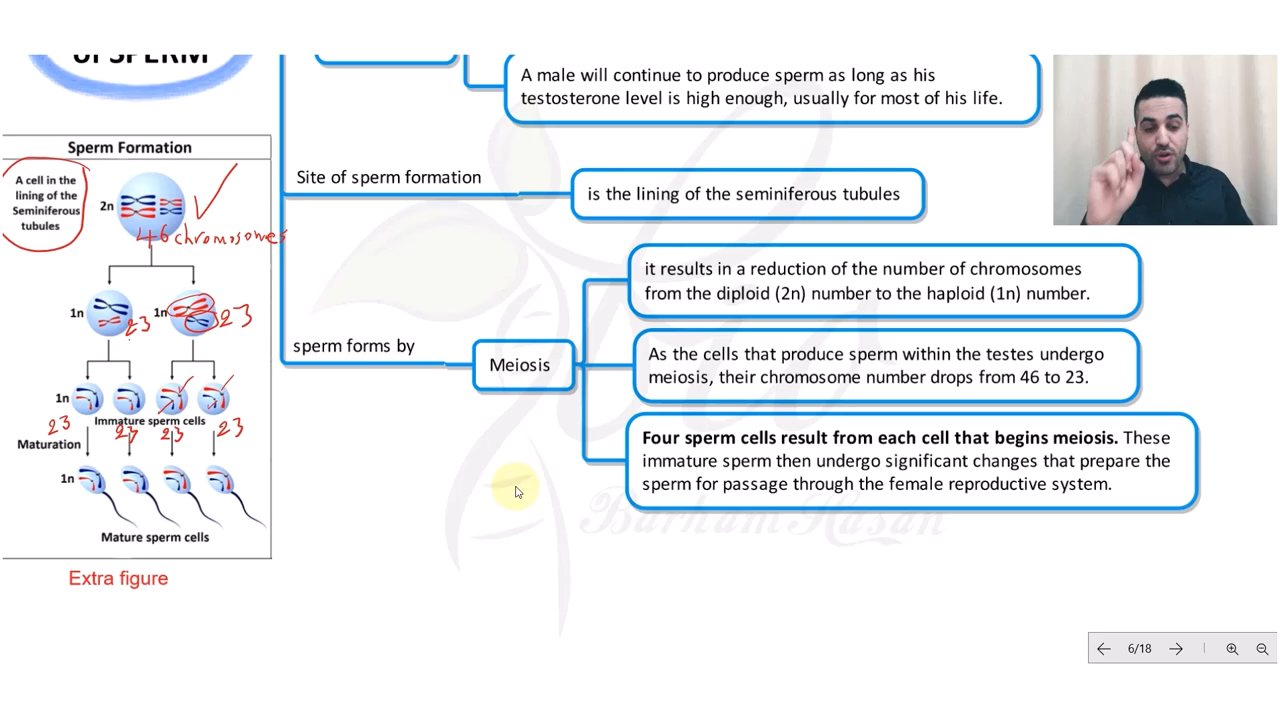 OF SPERM
A male will continue to produce sperm as long as his
testosterone level is high enough, usually for most of his life.
Sperm Formation
A cell in the
lining of the
Seminiferous
tubules
2n
46 chromosomes
1n
23
1n
23
1n
Immature sperm cells
23
23
23
23
Maturation
1n
Mature sperm cells
Extra figure
Site of sperm formation
is the lining of the seminiferous tubules
sperm forms by
Meiosis
it results in a reduction of the number of chromosomes
from the diploid (2n) number to the haploid (1n) number.
As the cells that produce sperm within the testes undergo
meiosis, their chromosome number drops from 46 to 23.
Four sperm cells result from each cell that begins meiosis. These
immature sperm then undergo significant changes that prepare the
sperm for passage through the female reproductive system.
Barham Hasan
6/18